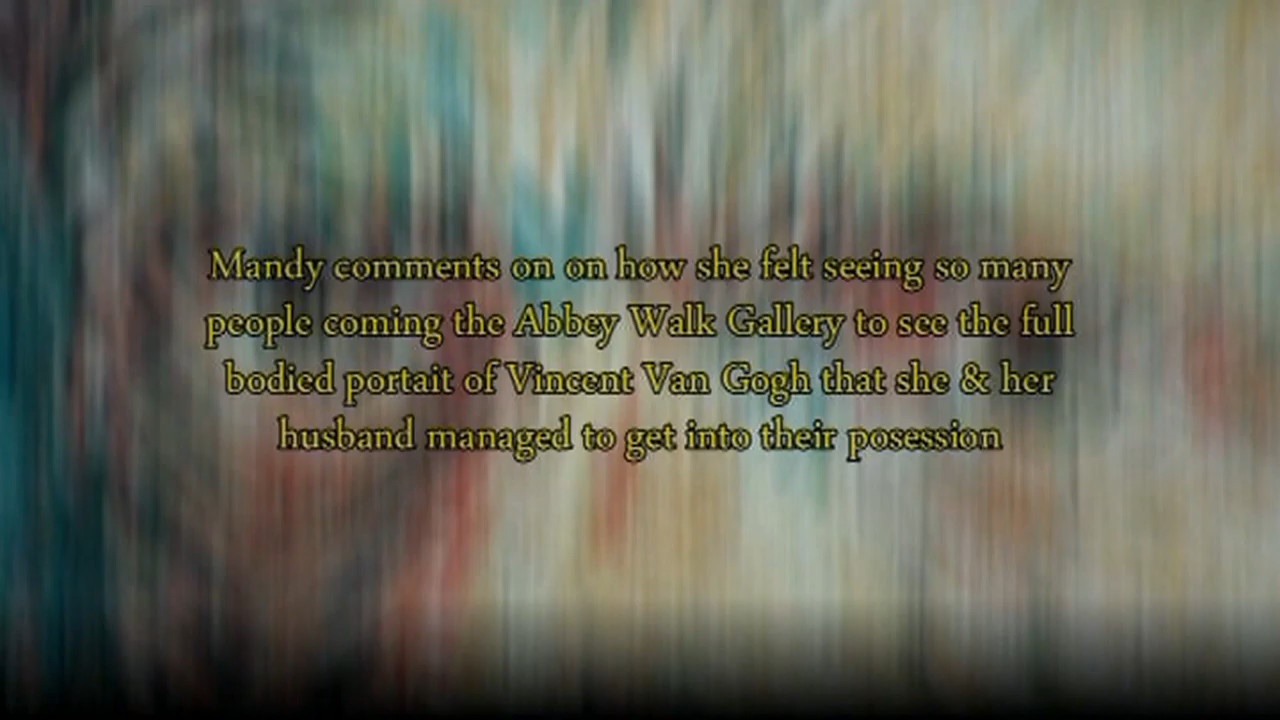 Mandy comments on on how she felt seeing so many
people coming the Abbey Walk Gallery to see the full
bodied portait of Vincent Van Gogh that she & her
husband managed to get into their posession